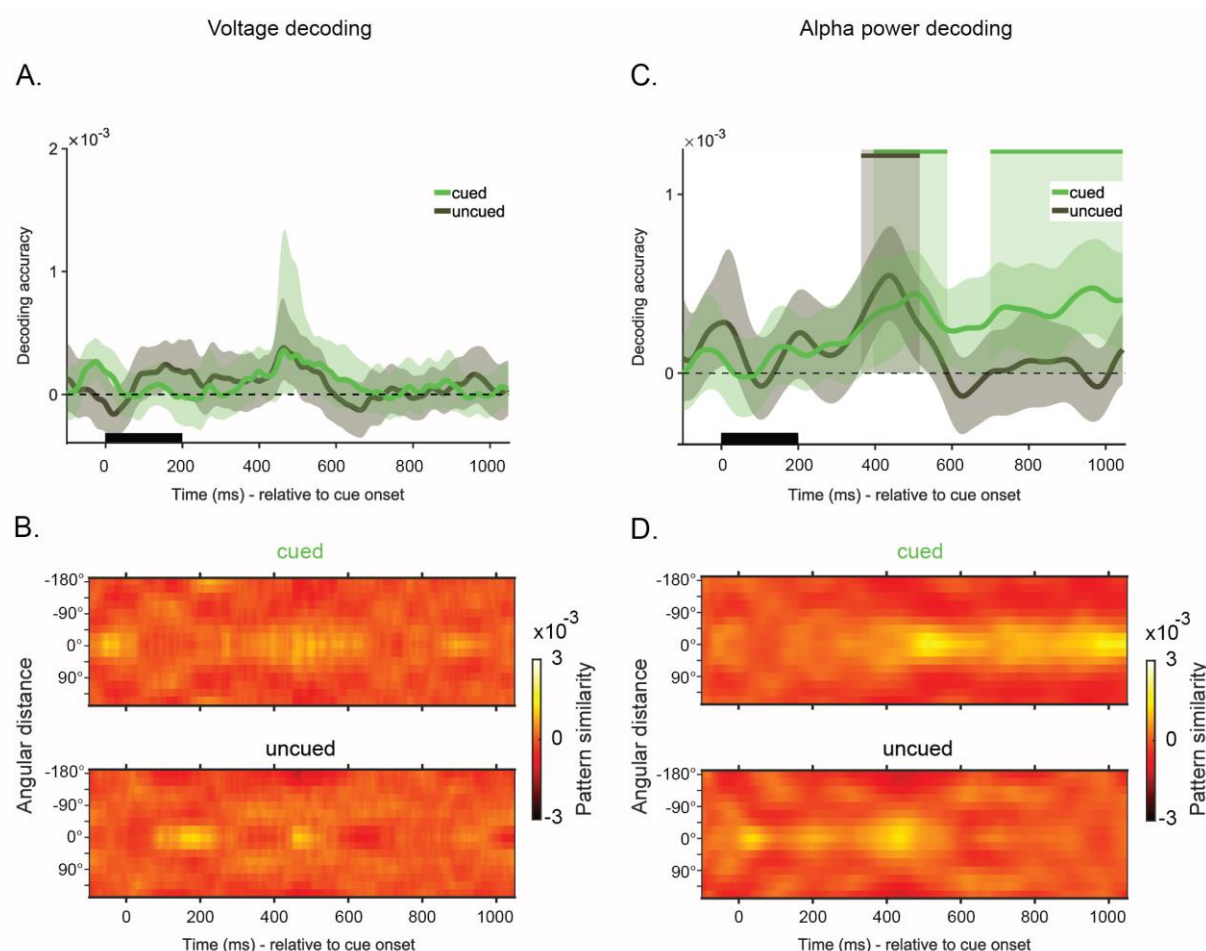 Voltage decoding
A.
×10-3
2
1
0
Decoding accuracy
cued
uncued
0 200 400 600 800 1000
Time (ms) - relative to cue onset
B.
cued
-180°
-90°
0°
90°
uncued
-180°
-90°
0°
90°
Angular distance
0 200 400 600 800 1000
Time (ms) - relative to cue onset
x10-3
3
0
-3
Pattern similarity
Alpha power decoding
C.
×10-3
1
0
Decoding accuracy
cued
uncued
0 200 400 600 800 1000
Time (ms) - relative to cue onset
D.
cued
-180°
-90°
0°
90°
uncued
-180°
-90°
0°
90°
Angular distance
0 200 400 600 800 1000
Time (ms) - relative to cue onset
x10-3
3
0
-3
Pattern similarity